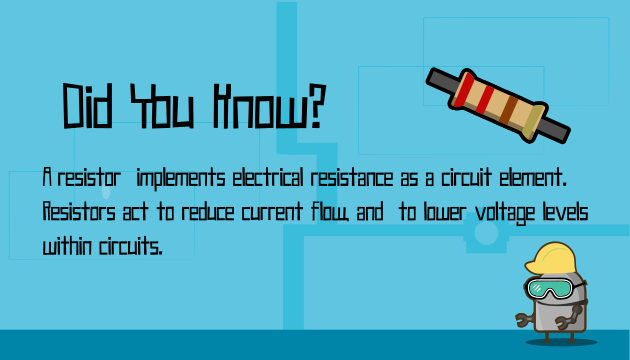 Did You Know?
A resistor implements electrical resistance as a circuit element.
Resistors act to reduce current flow, and to lower voltage levels
within circuits.